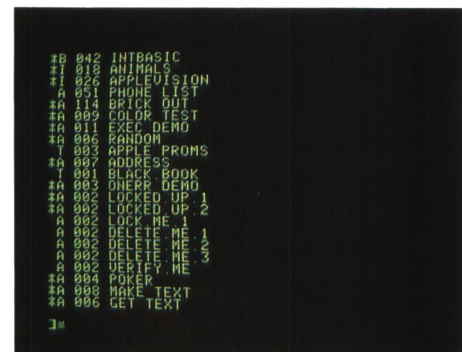 *B 042 INTBASIC
*I 018 ANIMALS
*I 026 APPLEVISION
A 051 PHONE LIST
*A 114 BRICK OUT
*A 009 COLOR TEST
*A 011 EXEC DEMO
*A 006 RANDOM
T 003 APPLE PROMS
*A 007 ADDRESS
T 001 BLACK.BOOK
*A 003 ONERR DEMO
*A 002 LOCKED.UP.1
*A 002 LOCKED.UP.2
A 002 LOCK.ME.1
A 002 DELETE.ME.1
A 002 DELETE.ME.2
A 002 DELETE.ME.3
A 002 VERIFY.ME
*A 004 POKER
*A 008 MAKE TEXT
*A 006 GET TEXT
]